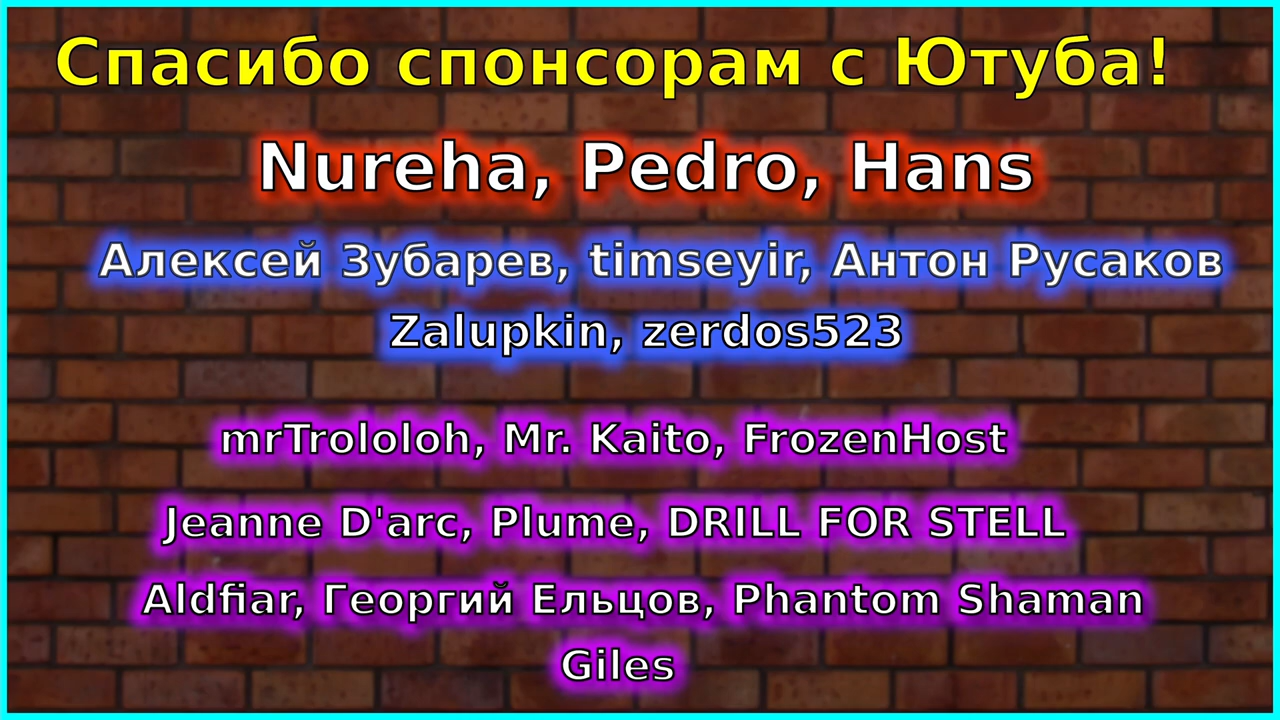 Спасибо спонсорам с Ютуба!
Nureha, Pedro, Hans
Алексей Зубарев, timseyir, Антон Русаков
Zalupkin, zerdos523
mrTrololoh, Mr. Kaito, FrozenHost
Jeanne D'arc, Plume, DRILL FOR STELL
Aldfiar, Георгий Ельцов, Phantom Shaman
Giles